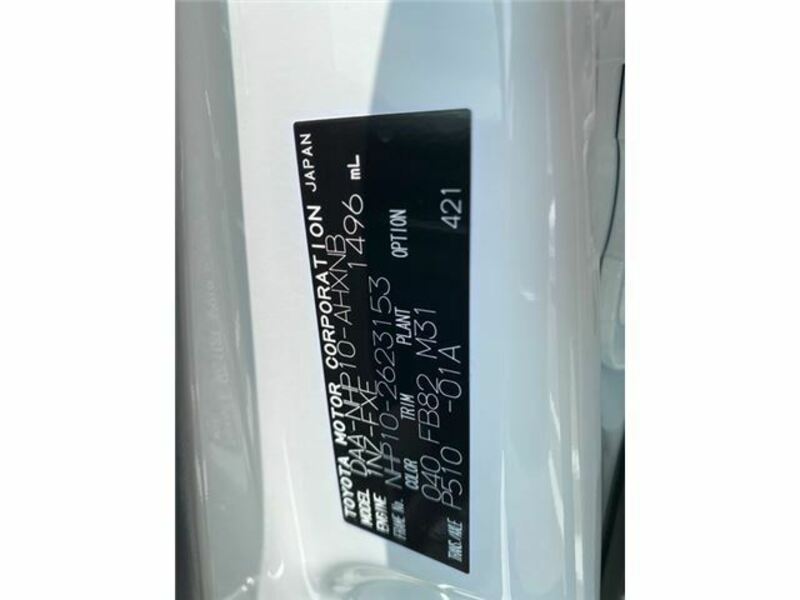 TOYOTA MOTOR CORPORATION JAPAN
MODEL DAA-NHP10-AHXNB
ENGINE 1NZ-FXE 1496 mL
FRAME No. NHP10-2623153
COLOR TRIM PLANT OPTION
040 FB82 M31 421
TRANS./AXLE P510 -01A